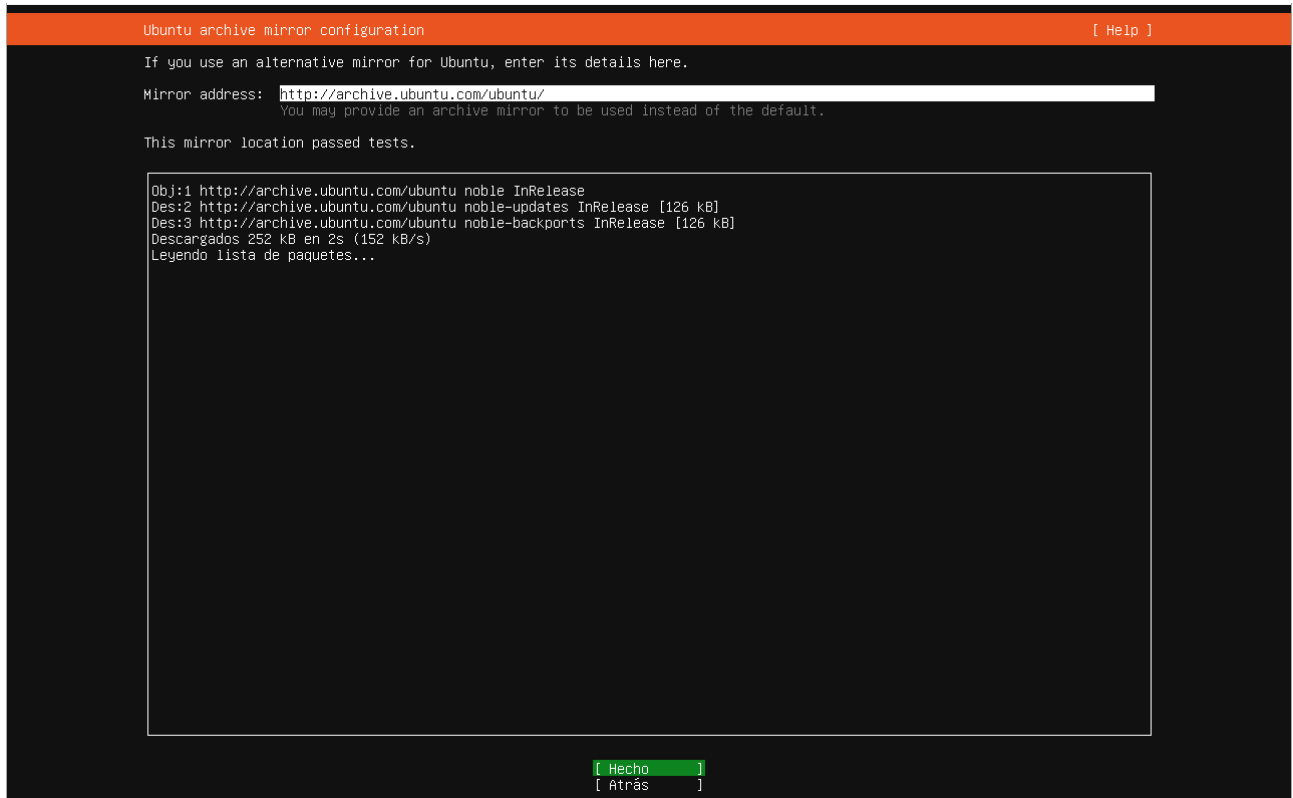 Ubuntu archive mirror configuration [ Help ]
If you use an alternative mirror for Ubuntu, enter its details here.
Mirror address: http://archive.ubuntu.com/ubuntu/
You may provide an archive mirror to be used instead of the default.
This mirror location passed tests.
Obj:1 http://archive.ubuntu.com/ubuntu noble InRelease
Des:2 http://archive.ubuntu.com/ubuntu noble-updates InRelease [126 kB]
Des:3 http://archive.ubuntu.com/ubuntu noble-backports InRelease [126 kB]
Descargados 252 kB en 2s (152 kB/s)
Leyendo lista de paquetes...
[ Hecho ]
[ Atrás ]